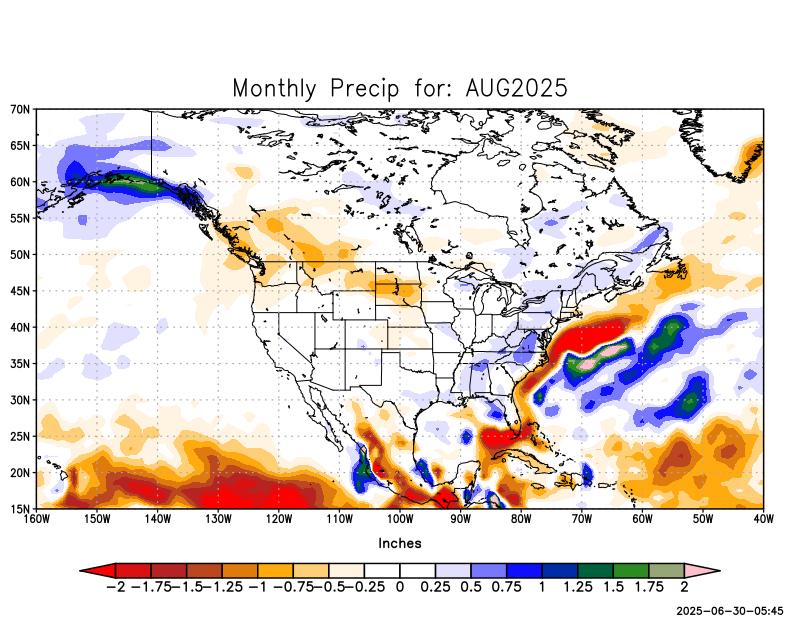 Monthly Precip for: AUG2025
70N
65N
60N
55N
50N
45N
40N
35N
30N
25N
20N
15N
160W 150W 140W 130W 120W 110W 100W 90W 80W 70W 60W 50W 40W
Inches
−2 −1.75 −1.5 −1.25 −1 −0.75 −0.5 −0.25 0 0.25 0.5 0.75 1 1.25 1.5 1.75 2
2025−06−30−05:45